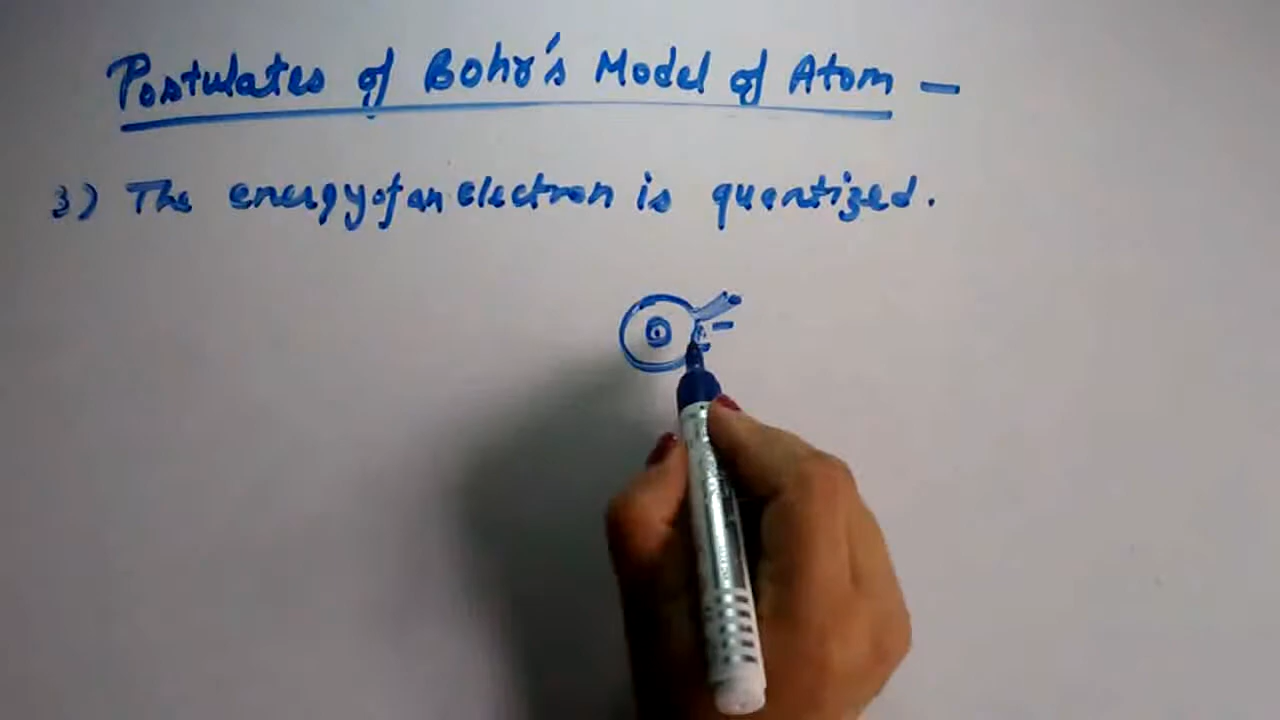 Postulates of Bohr's Model of Atom —
3) The energy of an electron is quantized.